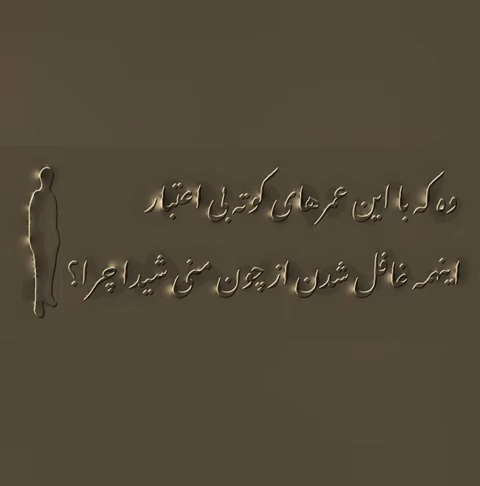 وه که با این عمرهای کوته بی اعتبار
اینهمه غافل شدن از چون منی شیدا چرا؟